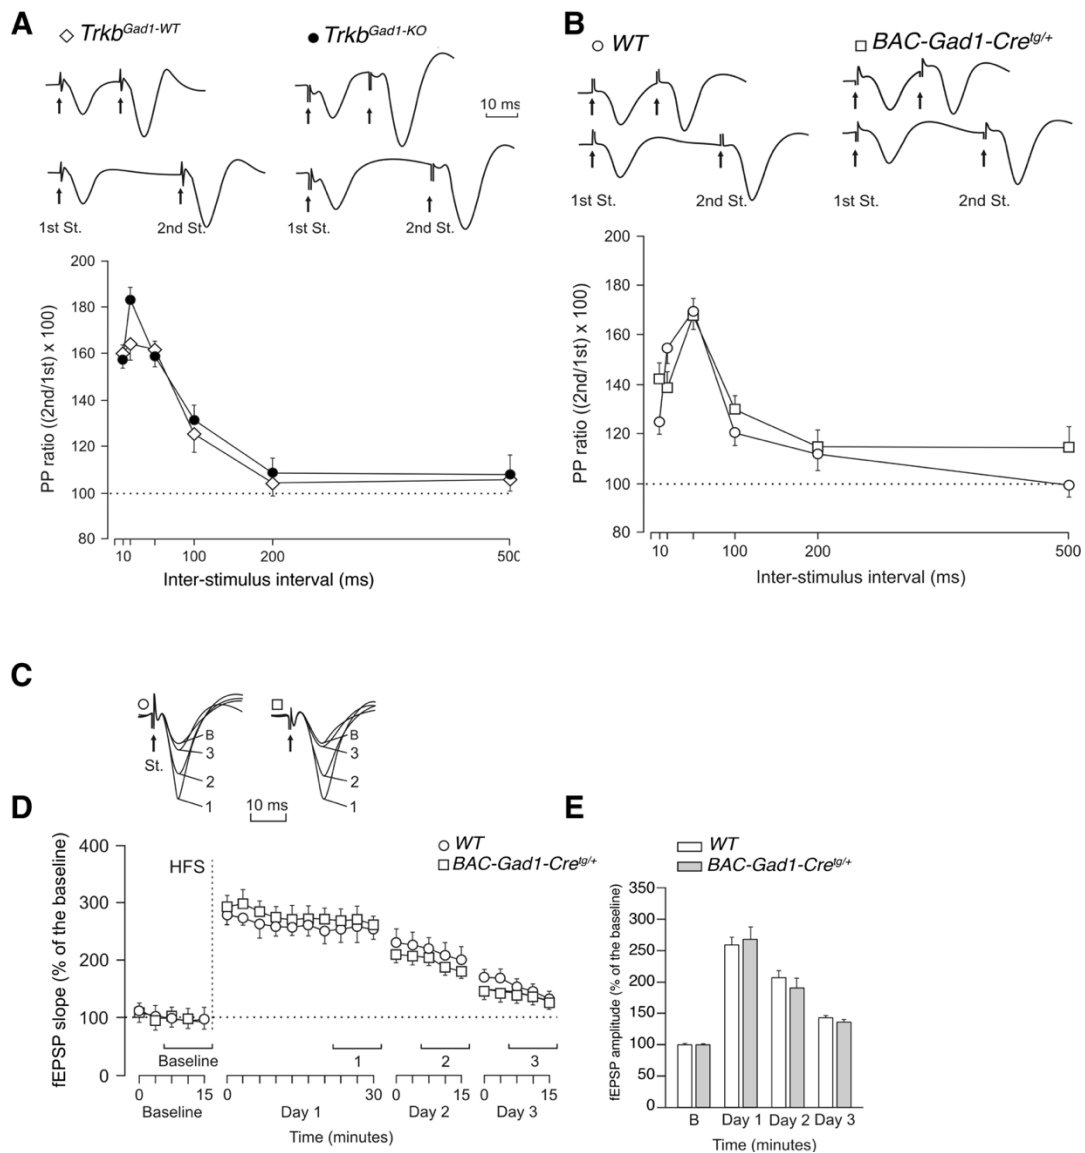 A
Trkb^Gad1-WT
Trkb^Gad1-KO
10 ms
1st St.
2nd St.
1st St.
2nd St.
PP ratio ((2nd/1st) x 100)
200
180
160
140
120
100
80
10
100
200
500
Inter-stimulus interval (ms)
B
WT
BAC-Gad1-Cre^tg/+
1st St.
2nd St.
1st St.
2nd St.
PP ratio ((2nd/1st) x 100)
200
180
160
140
120
100
80
10
100
200
500
Inter-stimulus interval (ms)
C
St.
B
3
2
1
B
3
2
1
10 ms
D
fEPSP slope (% of the baseline)
400
300
200
100
0
HFS
WT
BAC-Gad1-Cre^tg/+
Baseline
1
2
3
0
15
0
30
0
15
0
15
Baseline
Day 1
Day 2
Day 3
Time (minutes)
E
WT
BAC-Gad1-Cre^tg/+
fEPSP amplitude (% of the baseline)
350
300
250
200
150
100
50
0
B
Day 1
Day 2
Day 3
Time (minutes)